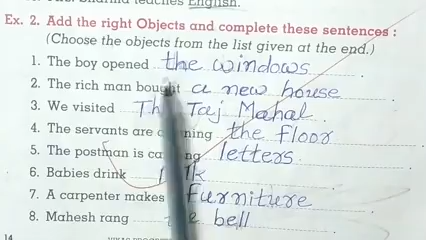 teaches English.
Ex. 2. Add the right Objects and complete these sentences :
(Choose the objects from the list given at the end.)
1. The boy opened the windows
2. The rich man bought a new house
3. We visited Taj Mahal.
4. The servants are the floor
5. The postman is letters
6. Babies drink
7. A carpenter makes furniture
8. Mahesh rang bell
14